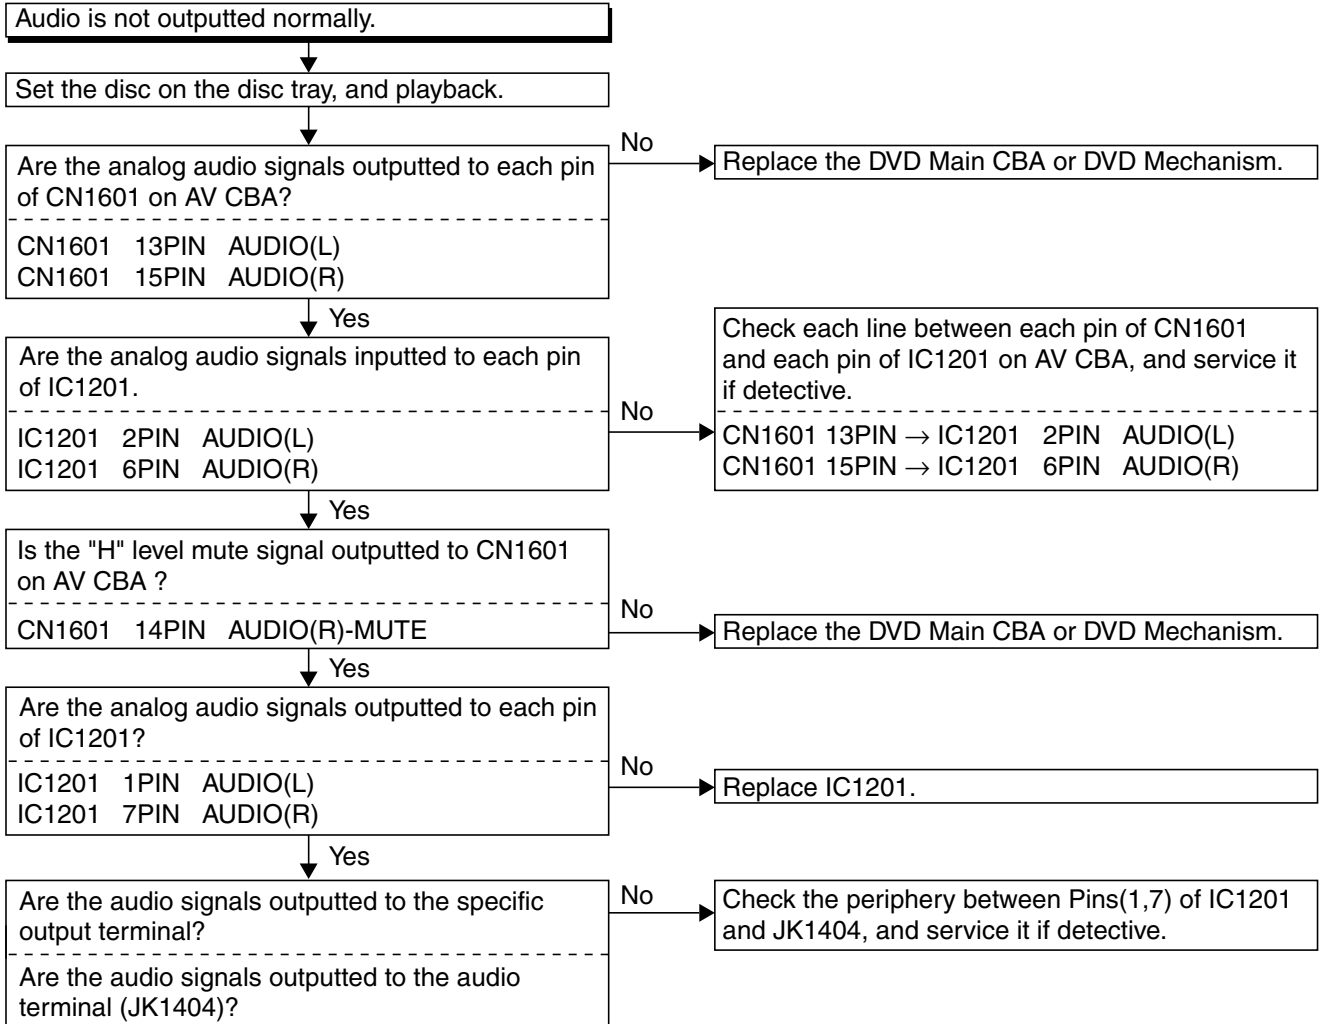 Audio is not outputted normally.
Set the disc on the disc tray, and playback.
Are the analog audio signals outputted to each pin
of CN1601 on AV CBA?
CN1601 13PIN AUDIO(L)
CN1601 15PIN AUDIO(R)
No
Replace the DVD Main CBA or DVD Mechanism.
Yes
Are the analog audio signals inputted to each pin
of IC1201.
IC1201 2PIN AUDIO(L)
IC1201 6PIN AUDIO(R)
No
Check each line between each pin of CN1601
and each pin of IC1201 on AV CBA, and service it
if detective.
CN1601 13PIN → IC1201 2PIN AUDIO(L)
CN1601 15PIN → IC1201 6PIN AUDIO(R)
Yes
Is the "H" level mute signal outputted to CN1601
on AV CBA ?
CN1601 14PIN AUDIO(R)-MUTE
No
Replace the DVD Main CBA or DVD Mechanism.
Yes
Are the analog audio signals outputted to each pin
of IC1201?
IC1201 1PIN AUDIO(L)
IC1201 7PIN AUDIO(R)
No
Replace IC1201.
Yes
Are the audio signals outputted to the specific
output terminal?
Are the audio signals outputted to the audio
terminal (JK1404)?
No
Check the periphery between Pins(1,7) of IC1201
and JK1404, and service it if detective.